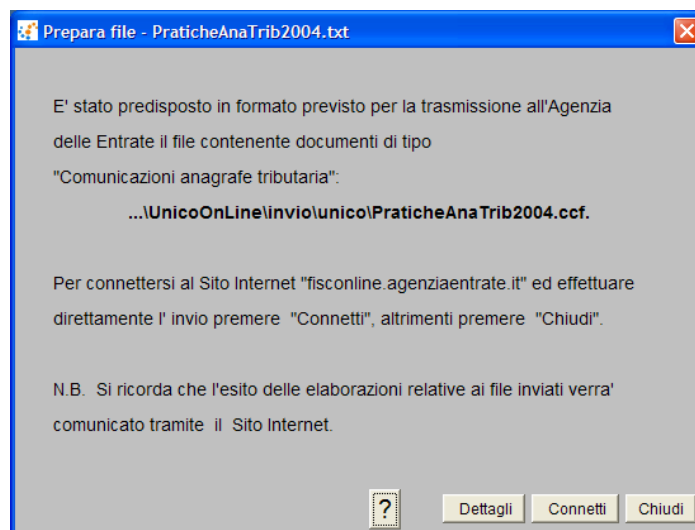 Prepara file - PraticheAnaTrib2004.txt
E' stato predisposto in formato previsto per la trasmissione all'Agenzia
delle Entrate il file contenente documenti di tipo
"Comunicazioni anagrafe tributaria":
...\UnicoOnLine\invio\unico\PraticheAnaTrib2004.ccf.
Per connettersi al Sito Internet "fisconline.agenziaentrate.it" ed effettuare
direttamente l' invio premere "Connetti", altrimenti premere "Chiudi".
N.B. Si ricorda che l'esito delle elaborazioni relative ai file inviati verra'
comunicato tramite il Sito Internet.
? Dettagli Connetti Chiudi